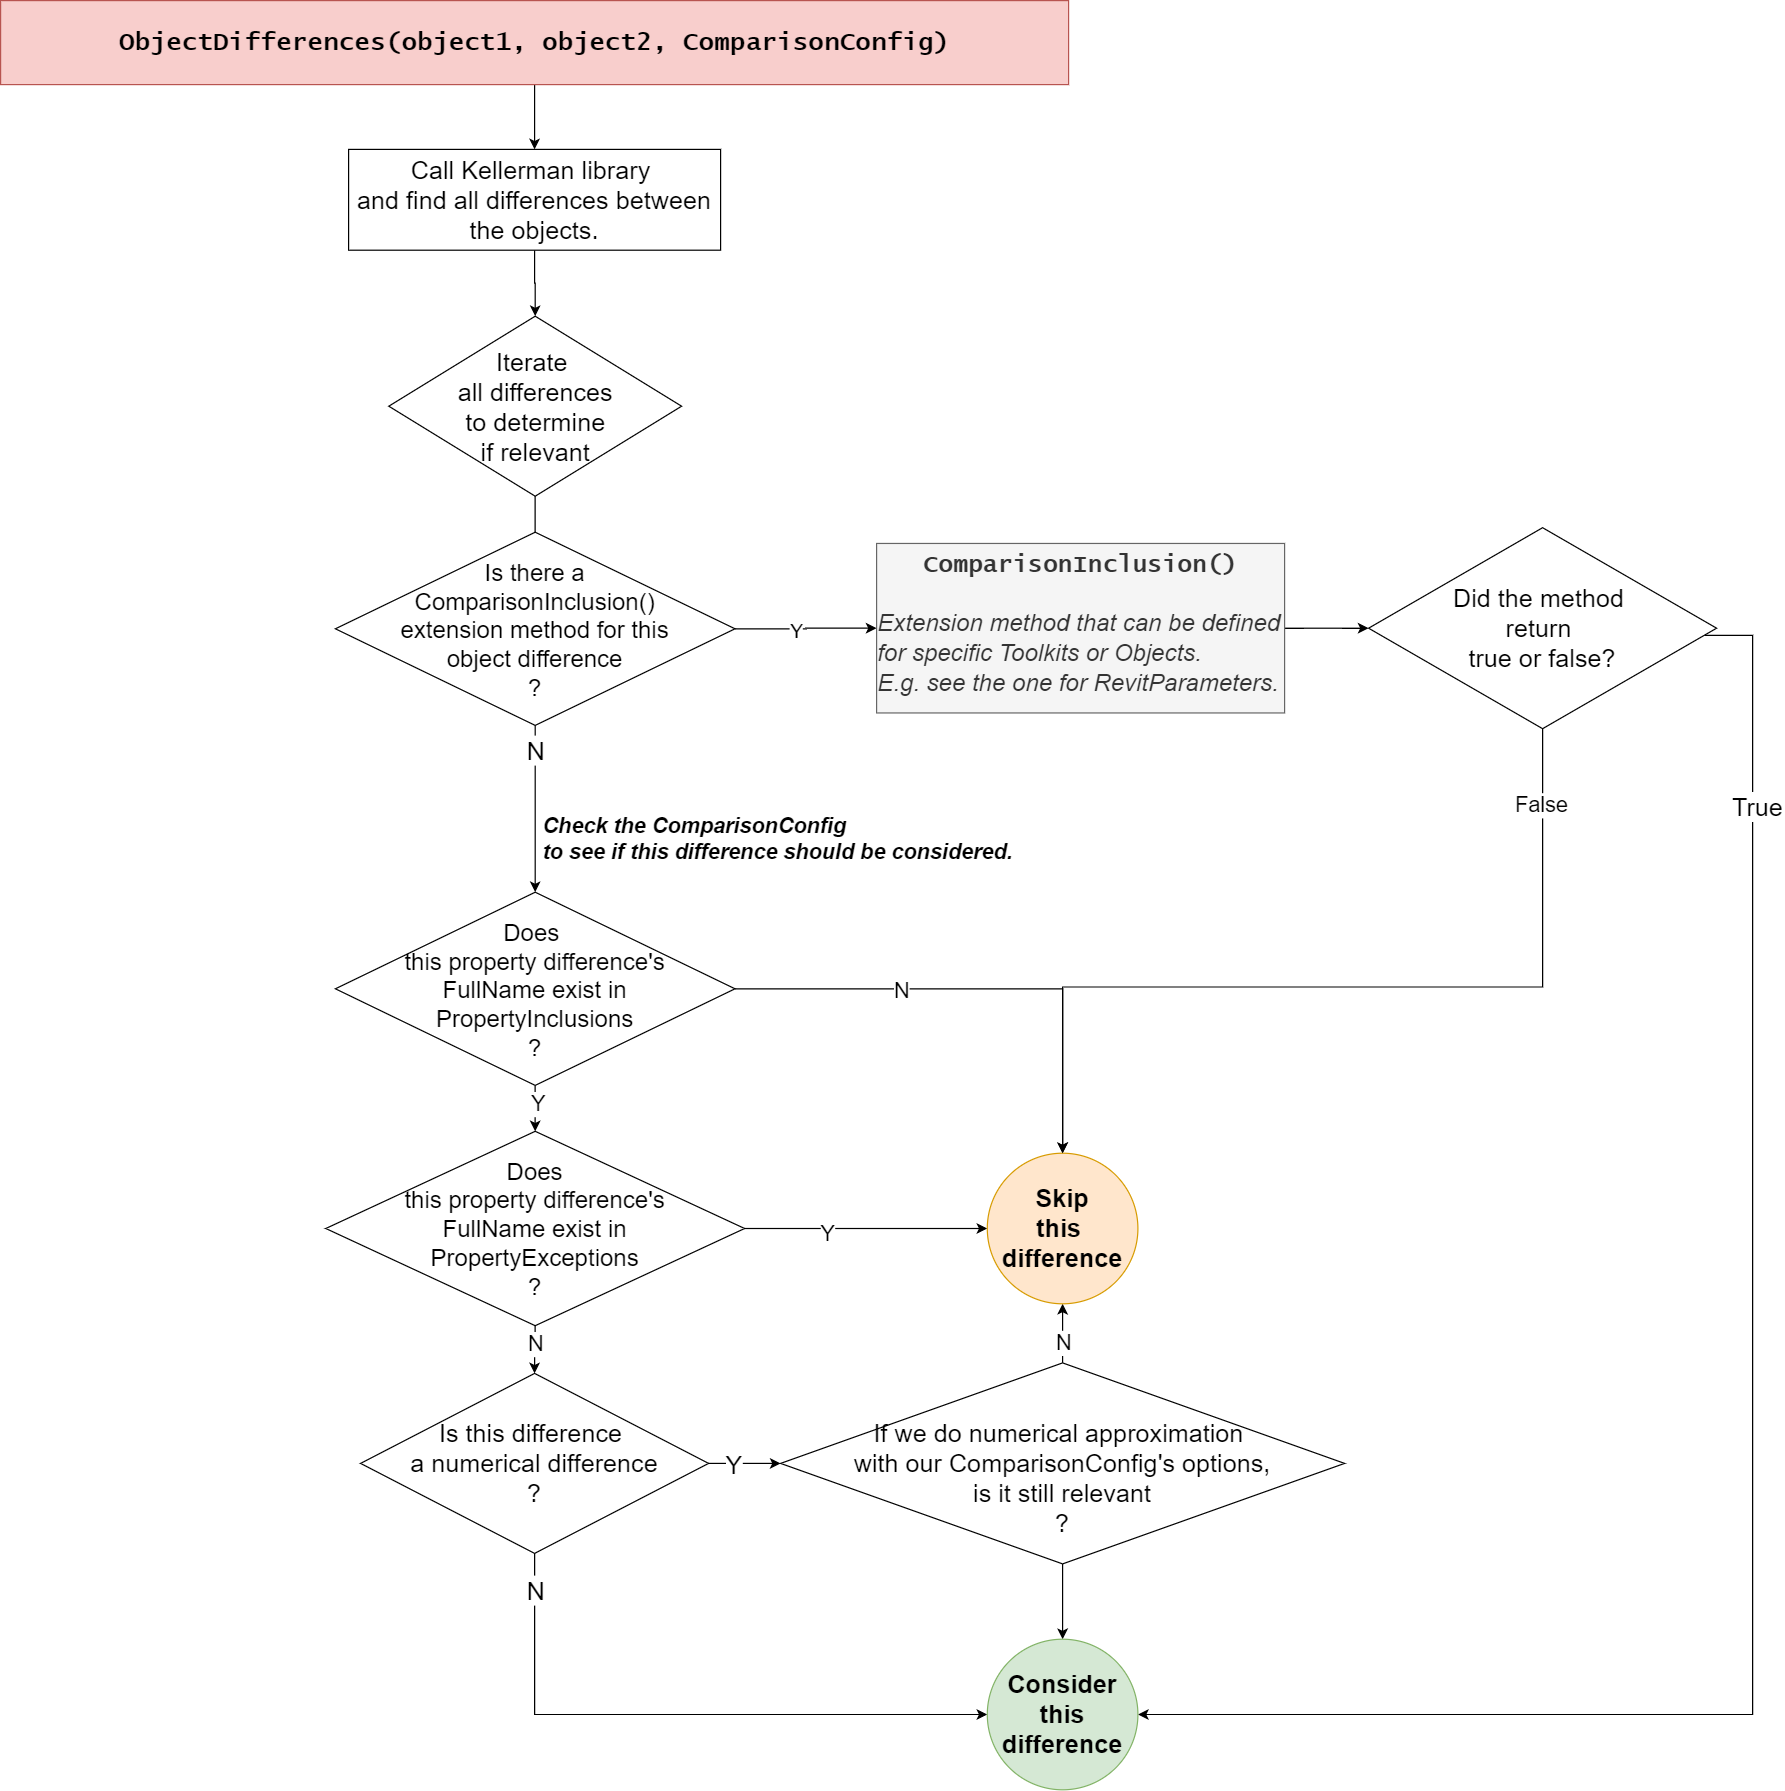 ObjectDifferences(object1, object2, ComparisonConfig)
Call Kellerman library
and find all differences between
the objects.
Iterate
all differences
to determine
if relevant
Is there a
ComparisonInclusion()
extension method for this
object difference
?
Y
ComparisonInclusion()
Extension method that can be defined
for specific Toolkits or Objects.
E.g. see the one for RevitParameters.
Did the method
return
true or false?
N
False
True
Check the ComparisonConfig
to see if this difference should be considered.
Does
this property difference's
FullName exist in
PropertyInclusions
?
N
Y
Does
this property difference's
FullName exist in
PropertyExceptions
?
Y
Skip
this
difference
N
N
Is this difference
a numerical difference
?
Y
If we do numerical approximation
with our ComparisonConfig's options,
is it still relevant
?
N
Consider
this
difference